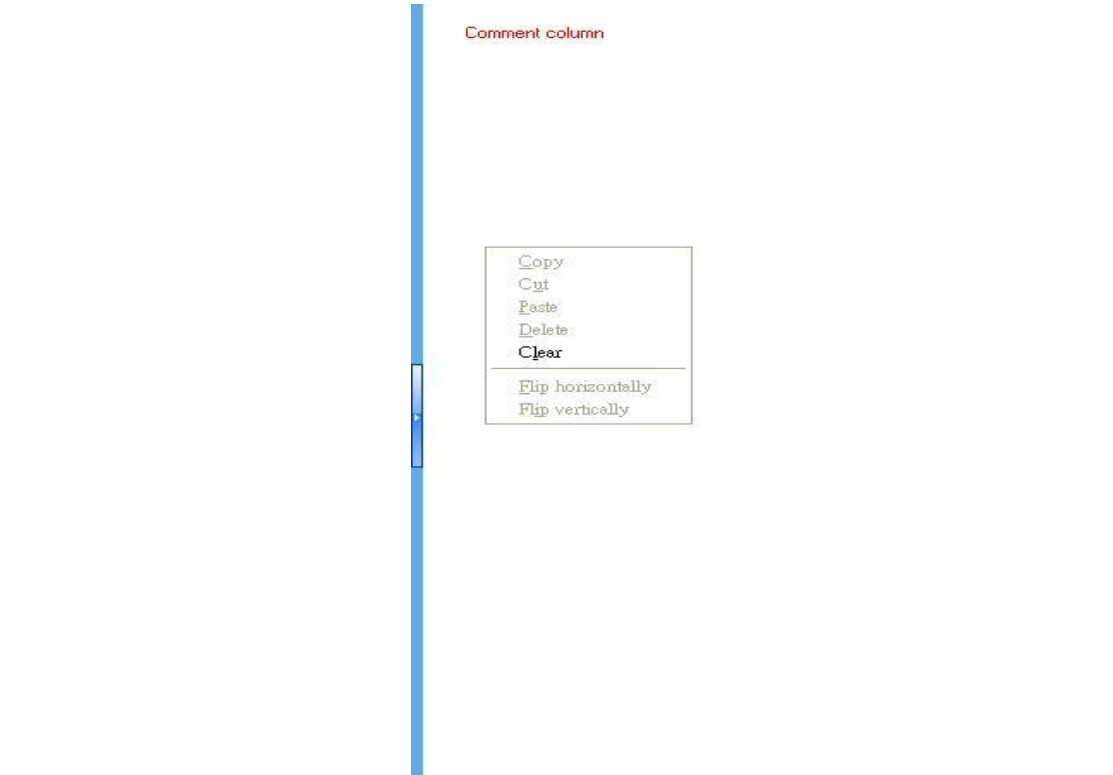 Comment column
Copy
Cut
Paste
Delete
Clear
Flip horizontally
Flip vertically